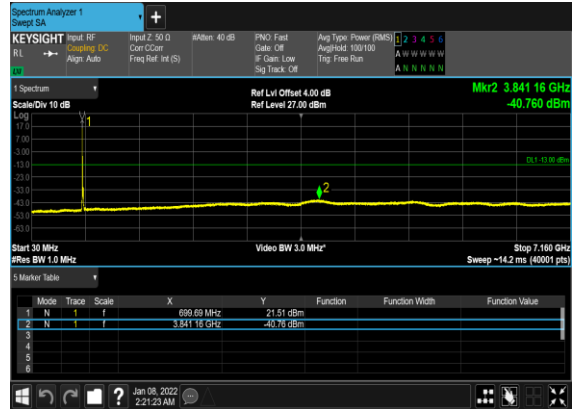 Spectrum Analyzer 1
Swept SA
+
KEYSIGHT Input: RF Input Z: 50 Ω #Atten: 40 dB PNO: Fast Avg Type: Power (RMS) 1 2 3 4 5 6
RL Coupling: DC Corr CCorr Gate: Off Avg|Hold: 100/100 A W W W W W
Align: Auto Freq Ref: Int (S) IF Gain: Low Trig: Free Run
Sig Track: Off A N N N N N
1 Spectrum Ref Lvl Offset 4.00 dB Mkr2 3.841 16 GHz
Scale/Div 10 dB Ref Level 27.00 dBm -40.760 dBm
Log
17.0
7.00
-3.00
-13.0
-23.0
-33.0
-43.0
-53.0
-63.0
1
DL1 -13.00 dBm
2
Start 30 MHz Video BW 3.0 MHz* Stop 7.160 GHz
#Res BW 1.0 MHz Sweep ~14.2 ms (40001 pts)
5 Marker Table
Mode Trace Scale X Y Function Function Width Function Value
1 N 1 f 699.69 MHz 21.51 dBm
2 N 1 f 3.841 16 GHz -40.76 dBm
3
4
5
6
? Jan 08, 2022
2:21:23 AM